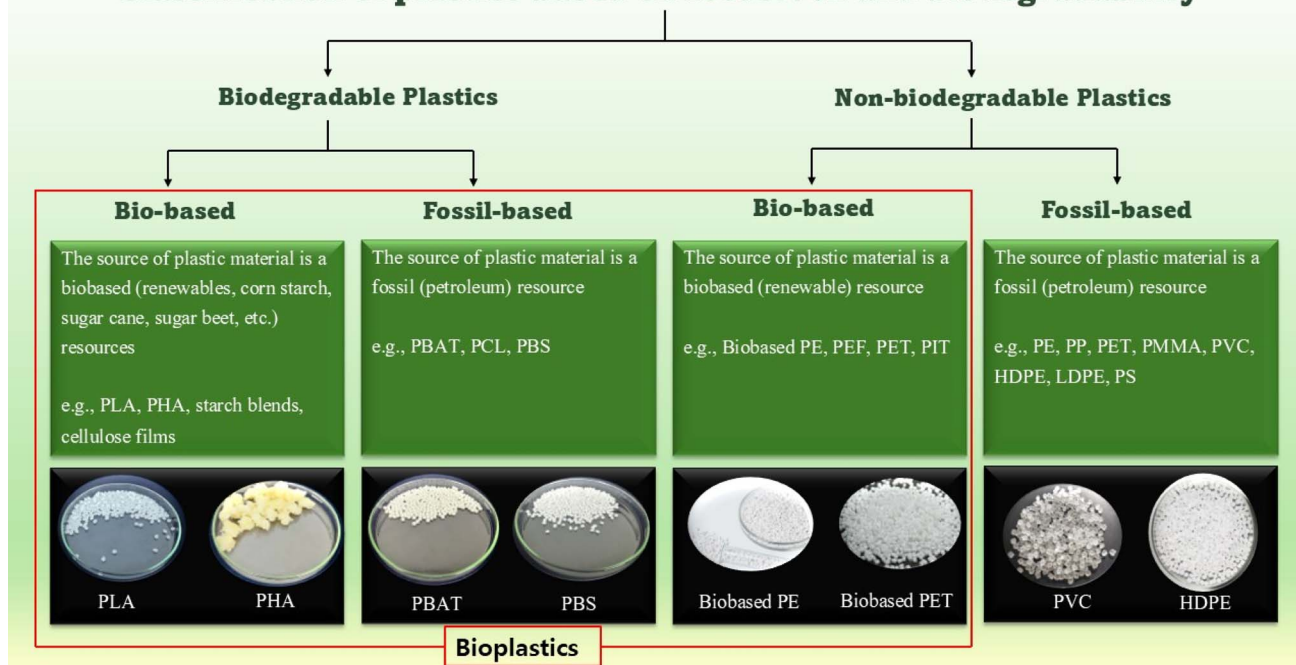 Biodegradable Plastics
Non-biodegradable Plastics
Bio-based
Fossil-based
Bio-based
Fossil-based
The source of plastic material is a
biobased (renewables, corn starch,
sugar cane, sugar beet, etc.)
resources
e.g., PLA, PHA, starch blends,
cellulose films
The source of plastic material is a
fossil (petroleum) resource
e.g., PBAT, PCL, PBS
The source of plastic material is a
biobased (renewable) resource
e.g., Biobased PE, PEF, PET, PIT
The source of plastic material is a
fossil (petroleum) resource
e.g., PE, PP, PET, PMMA, PVC,
HDPE, LDPE, PS
PLA
PHA
PBAT
PBS
Biobased PE
Biobased PET
PVC
HDPE
Bioplastics